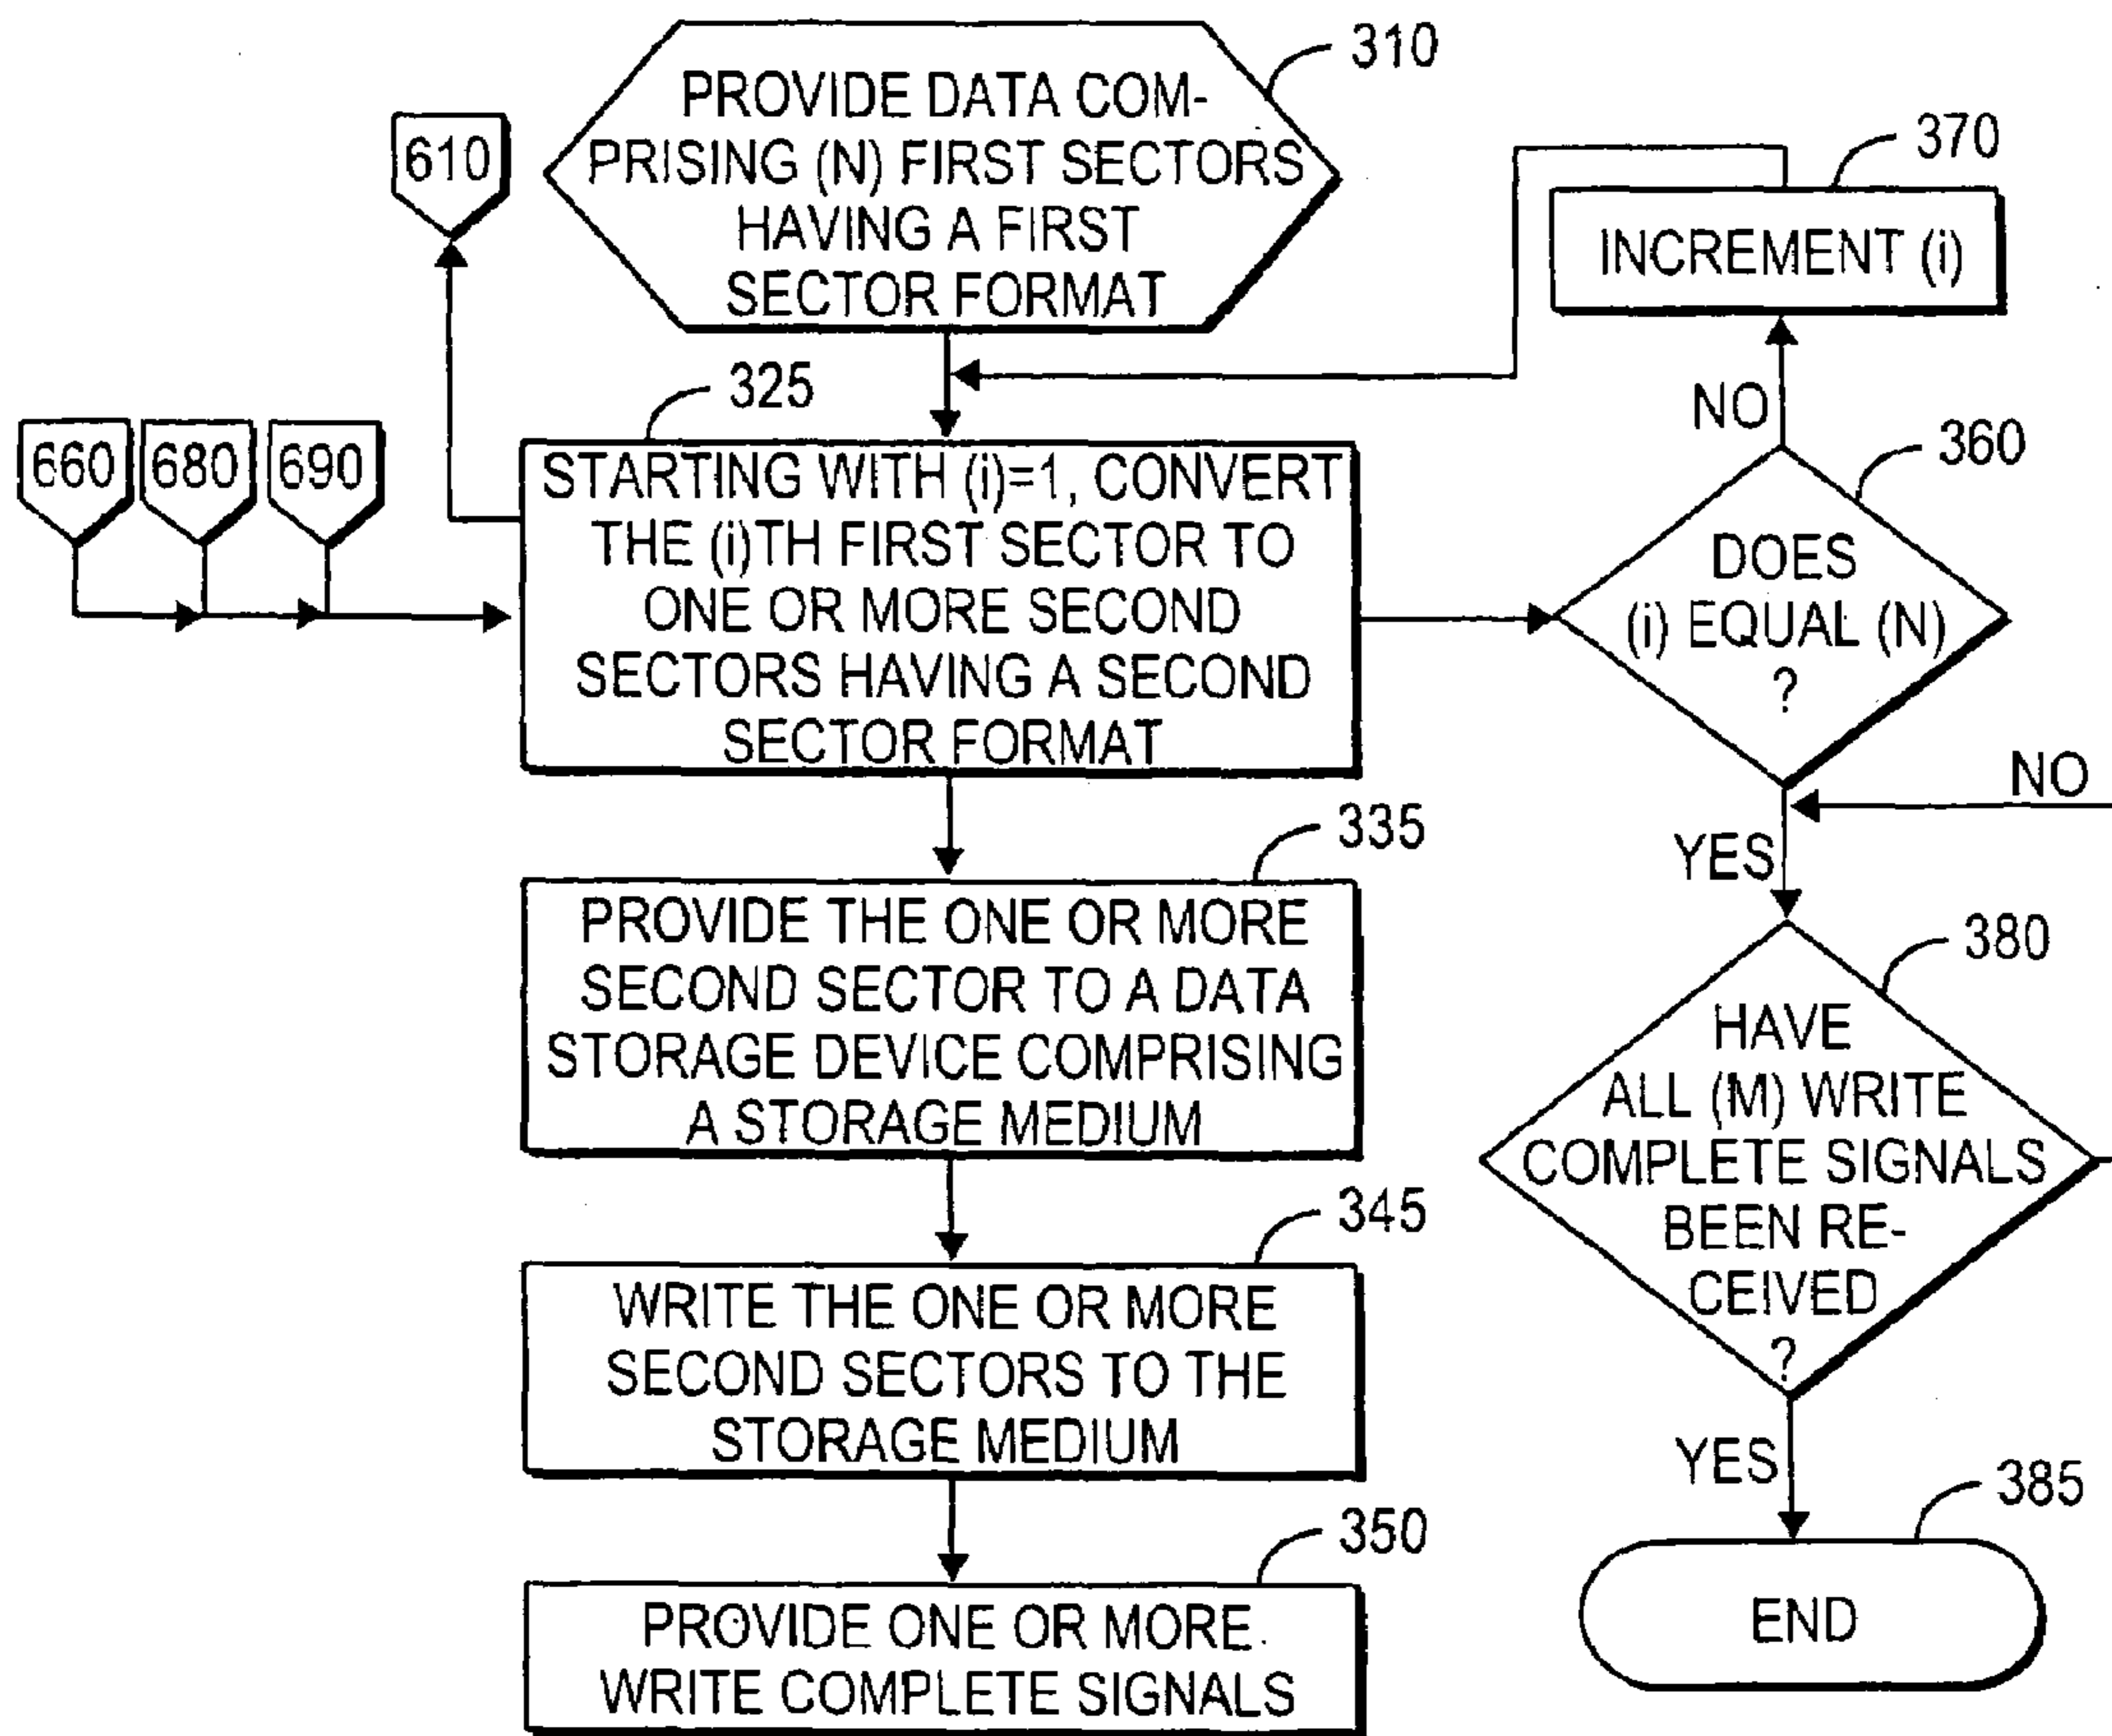 310
PROVIDE DATA COM-
PRISING (N) FIRST SECTORS
HAVING A FIRST
SECTOR FORMAT
610
370
INCREMENT (i)
325
660
680
690
STARTING WITH (i)=1, CONVERT
THE (i)TH FIRST SECTOR TO
ONE OR MORE SECOND
SECTORS HAVING A SECOND
SECTOR FORMAT
NO
360
DOES
(i) EQUAL (N)
?
NO
YES
335
PROVIDE THE ONE OR MORE
SECOND SECTOR TO A DATA
STORAGE DEVICE COMPRISING
A STORAGE MEDIUM
380
HAVE
ALL (M) WRITE
COMPLETE SIGNALS
BEEN RE-
CEIVED
?
345
WRITE THE ONE OR MORE
SECOND SECTORS TO THE
STORAGE MEDIUM
YES
385
END
350
PROVIDE ONE OR MORE
WRITE COMPLETE SIGNALS